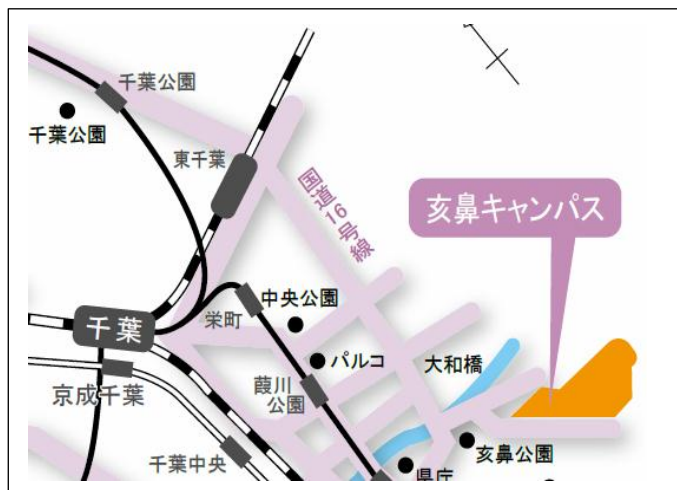 千葉公園
千葉公園
東千葉
国道16号線
亥鼻キャンパス
中央公園
栄町
千葉
パルコ
大和橋
京成千葉
葭川
公園
亥鼻公園
千葉中央
県庁